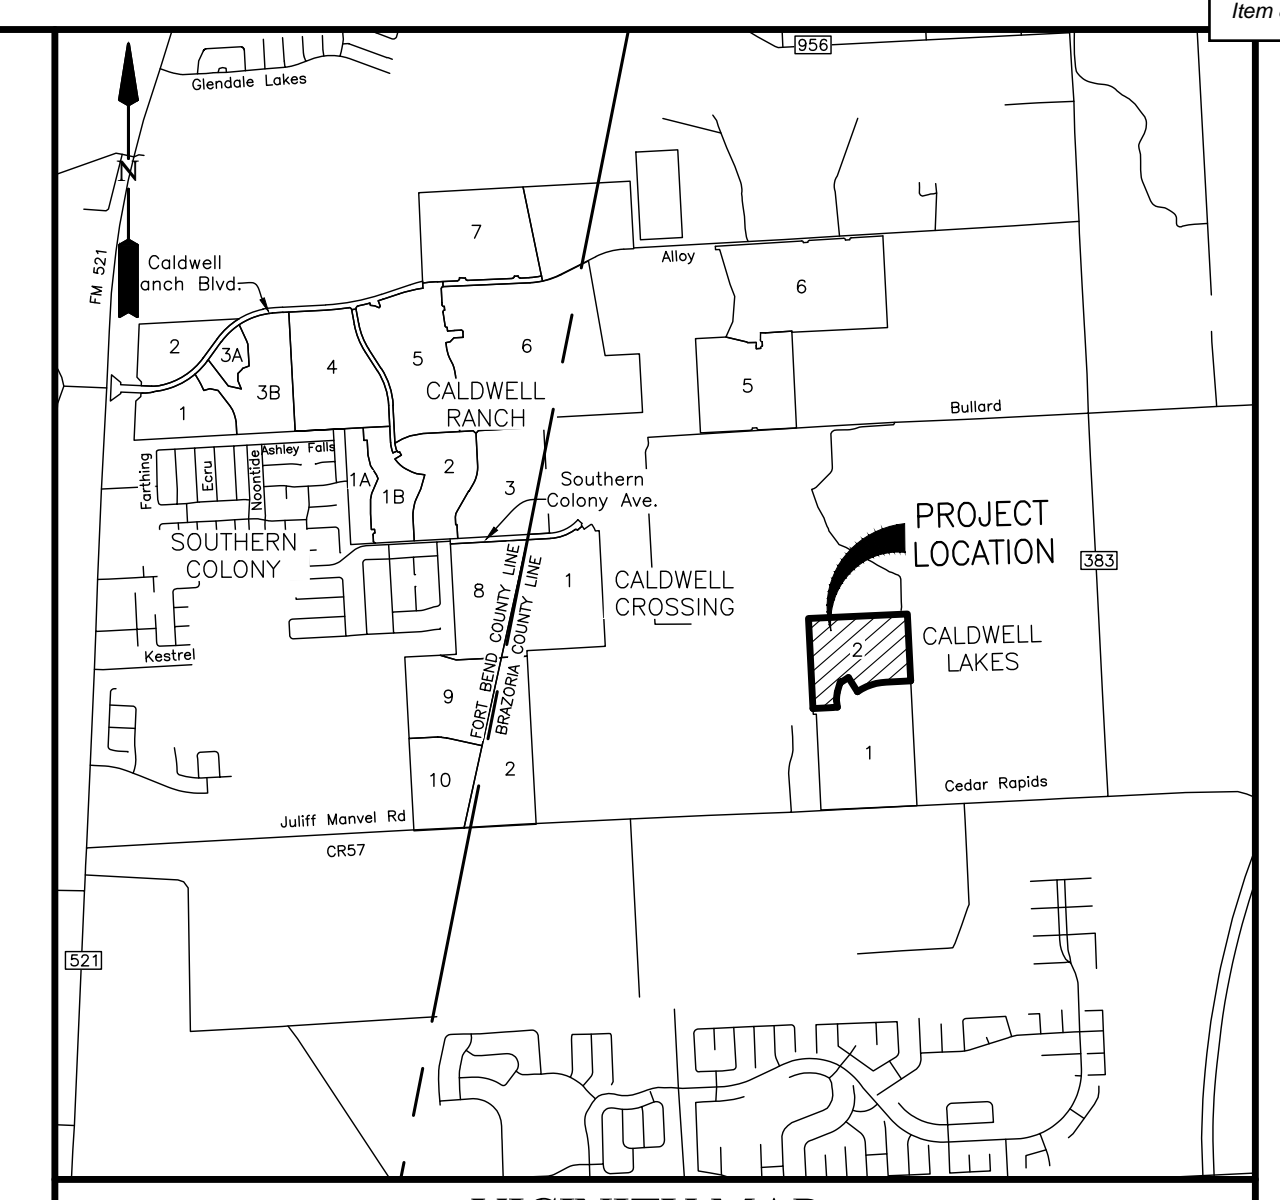 Item
956
Glendale Lakes
N
7
Caldwell
anch Blvd.
FM 521
Alloy
6
2
3A
3B
4
5
6
1
CALDWELL
RANCH
5
Bullard
Farthing
Ecru
Noontide
Ashley Falls
1A
1B
2
3
Southern
Colony Ave.
PROJECT
LOCATION
SOUTHERN
COLONY
383
8
1
CALDWELL
CROSSING
FORT BEND COUNTY LINE
BRAZORIA COUNTY LINE
2
CALDWELL
LAKES
Kestrel
9
10
2
1
Cedar Rapids
Juliff Manvel Rd
CR57
521